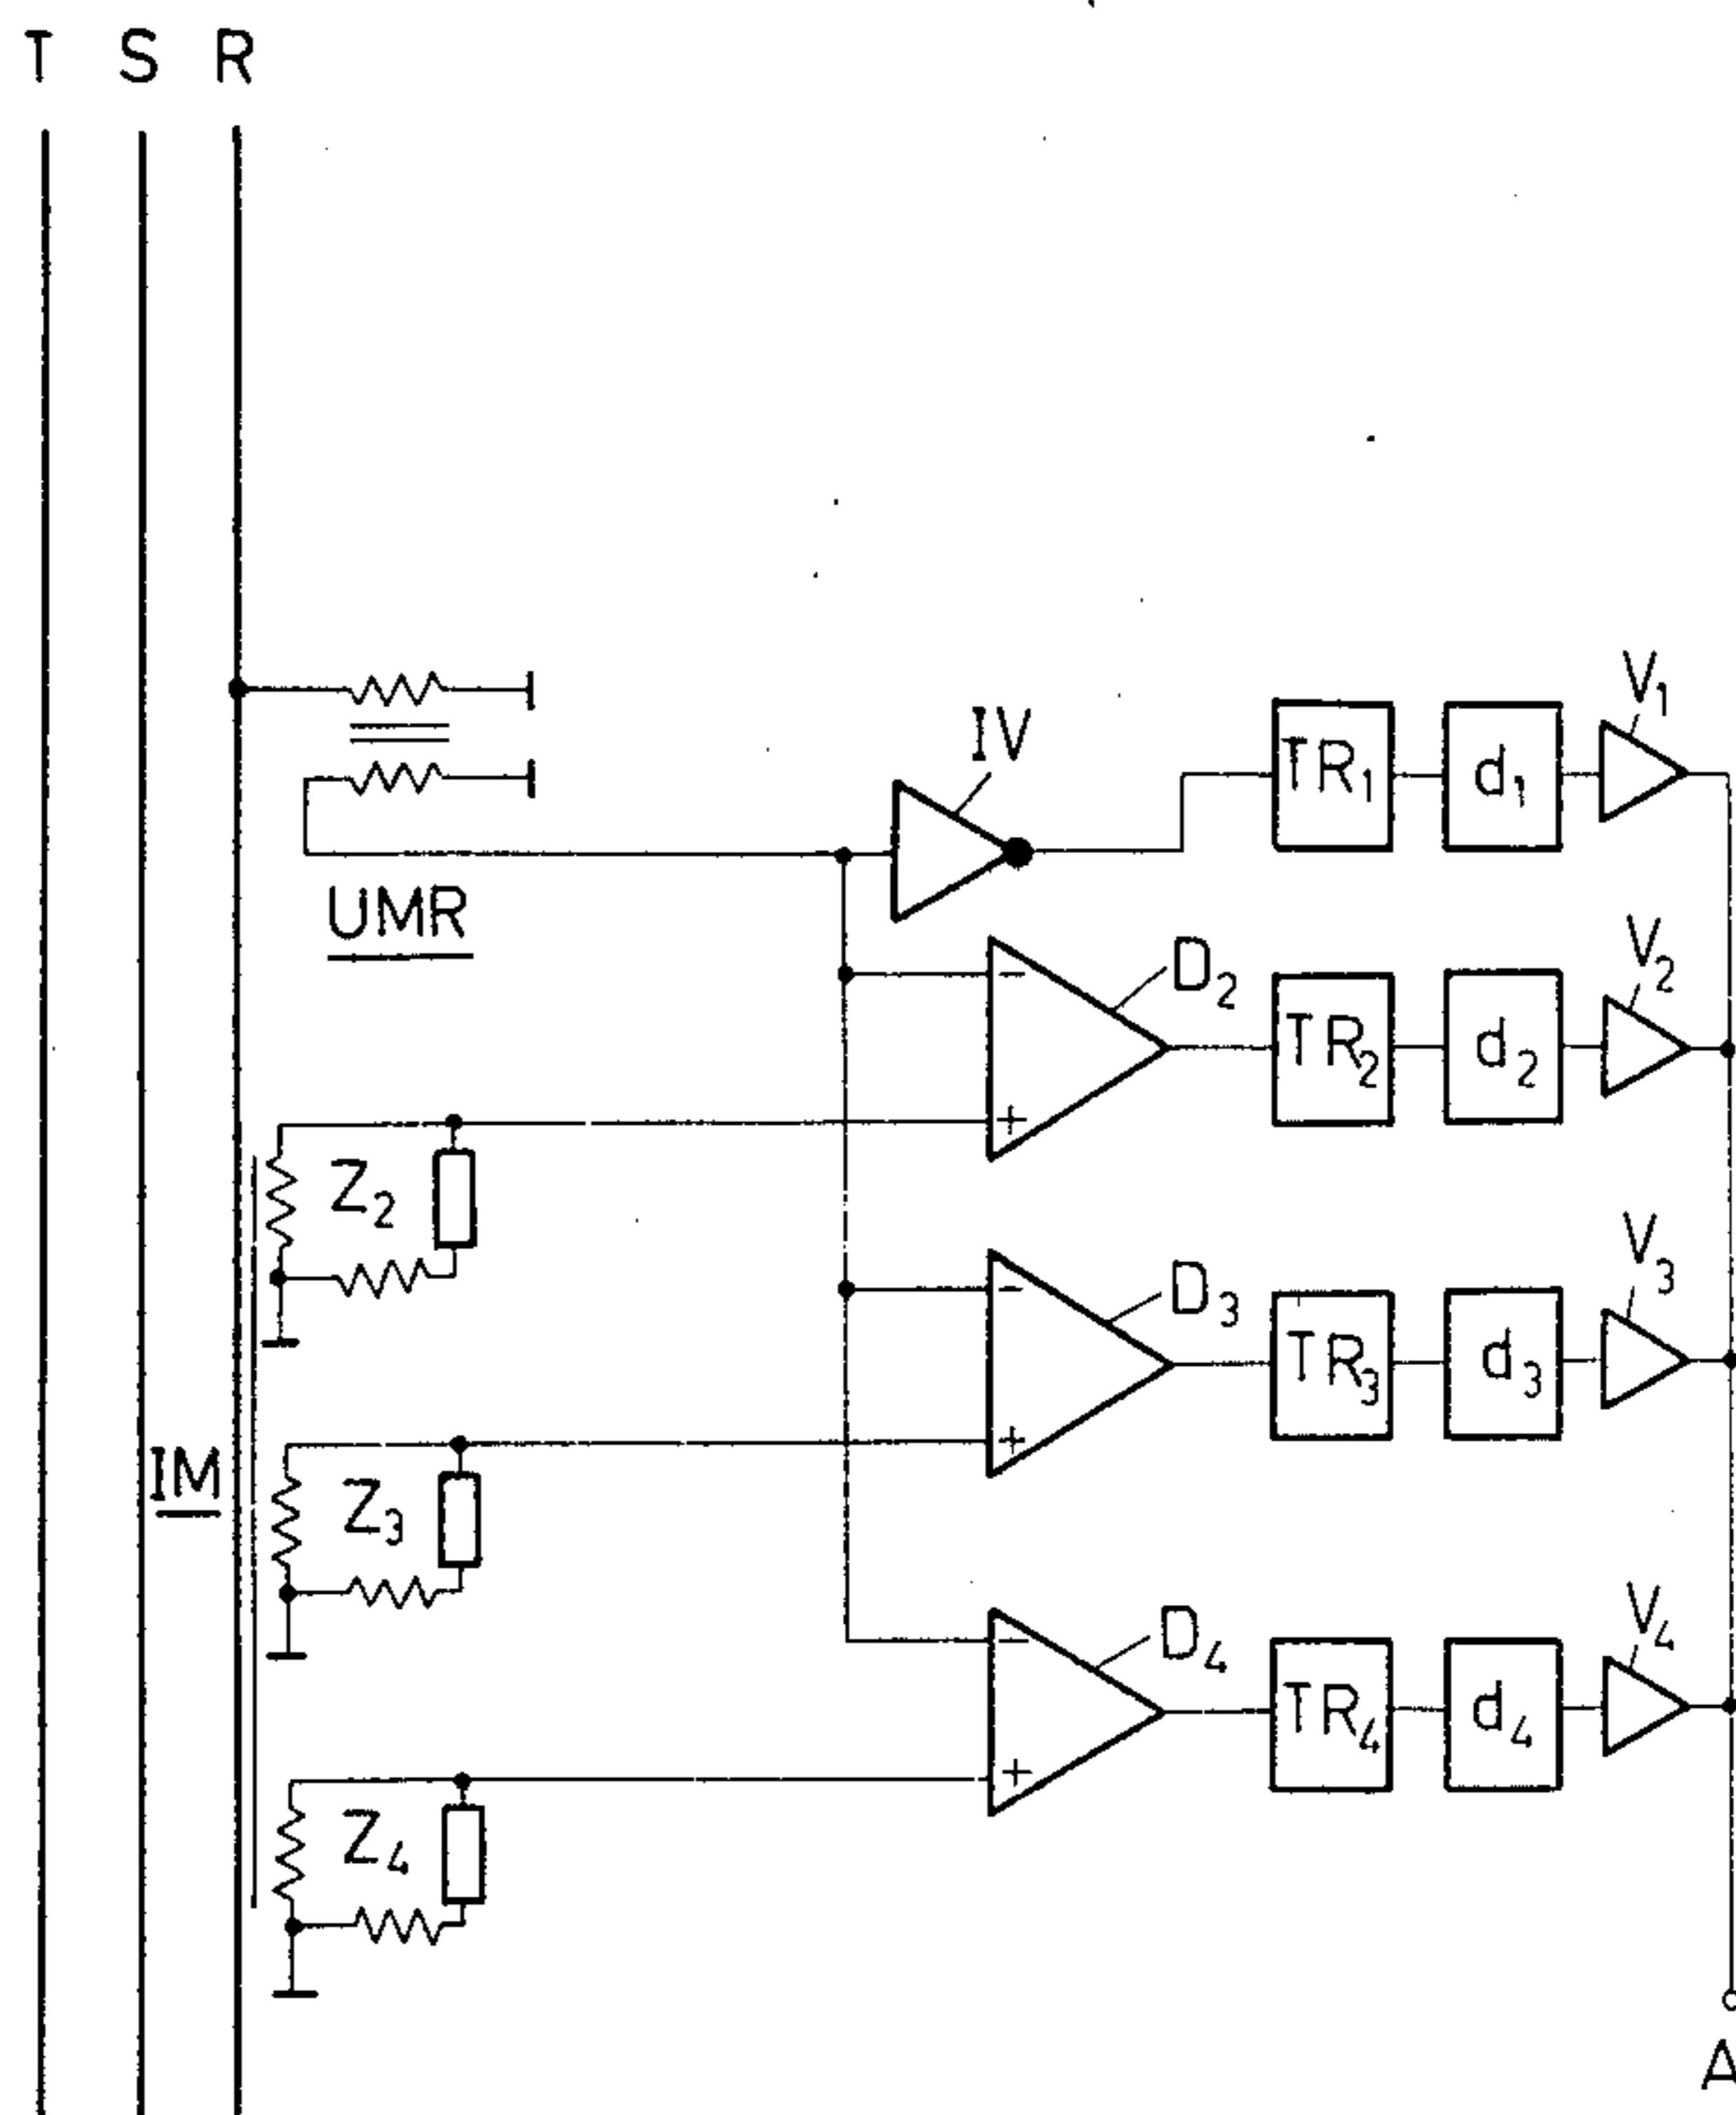 T S R
IV
TR₁ d₁ V₁
UMR
D₂ TR₂ d₂ V₂
Z₂
D₃ TR₃ d₃ V₃
IM
Z₃
D₄ TR₄ d₄ V₄
Z₄
A